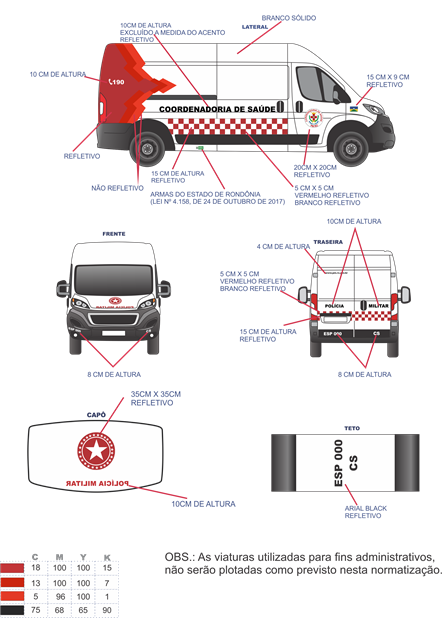 10CM DE ALTURA
EXCLUÍDO A MEDIDA DO ACENTO
REFLETIVO
BRANCO SÓLIDO
LATERAL
10 CM DE ALTURA
190
15 CM X 9 CM
REFLETIVO
COORDENADORIA DE SAÚDE
REFLETIVO
NÃO REFLETIVO
15 CM DE ALTURA
REFLETIVO
ARMAS DO ESTADO DE RONDÔNIA
(LEI Nº 4.158, DE 24 DE OUTUBRO DE 2017)
20CM X 20CM
REFLETIVO
5 CM X 5 CM
VERMELHO REFLETIVO
BRANCO REFLETIVO
FRENTE
POLÍCIA MILITAR
8 CM DE ALTURA
10CM DE ALTURA
TRASEIRA
4 CM DE ALTURA
5 CM X 5 CM
VERMELHO REFLETIVO
BRANCO REFLETIVO
POLÍCIA MILITAR
15 CM DE ALTURA
REFLETIVO
ESP 000 CS
8 CM DE ALTURA
35CM X 35CM
REFLETIVO
CAPÔ
POLÍCIA MILITAR
10CM DE ALTURA
TETO
ESP 000
CS
ARIAL BLACK
REFLETIVO
C M Y K
18 100 100 15
13 100 100 7
5 96 100 1
75 68 65 90
OBS.: As viaturas utilizadas para fins administrativos,
não serão plotadas como previsto nesta normatização.